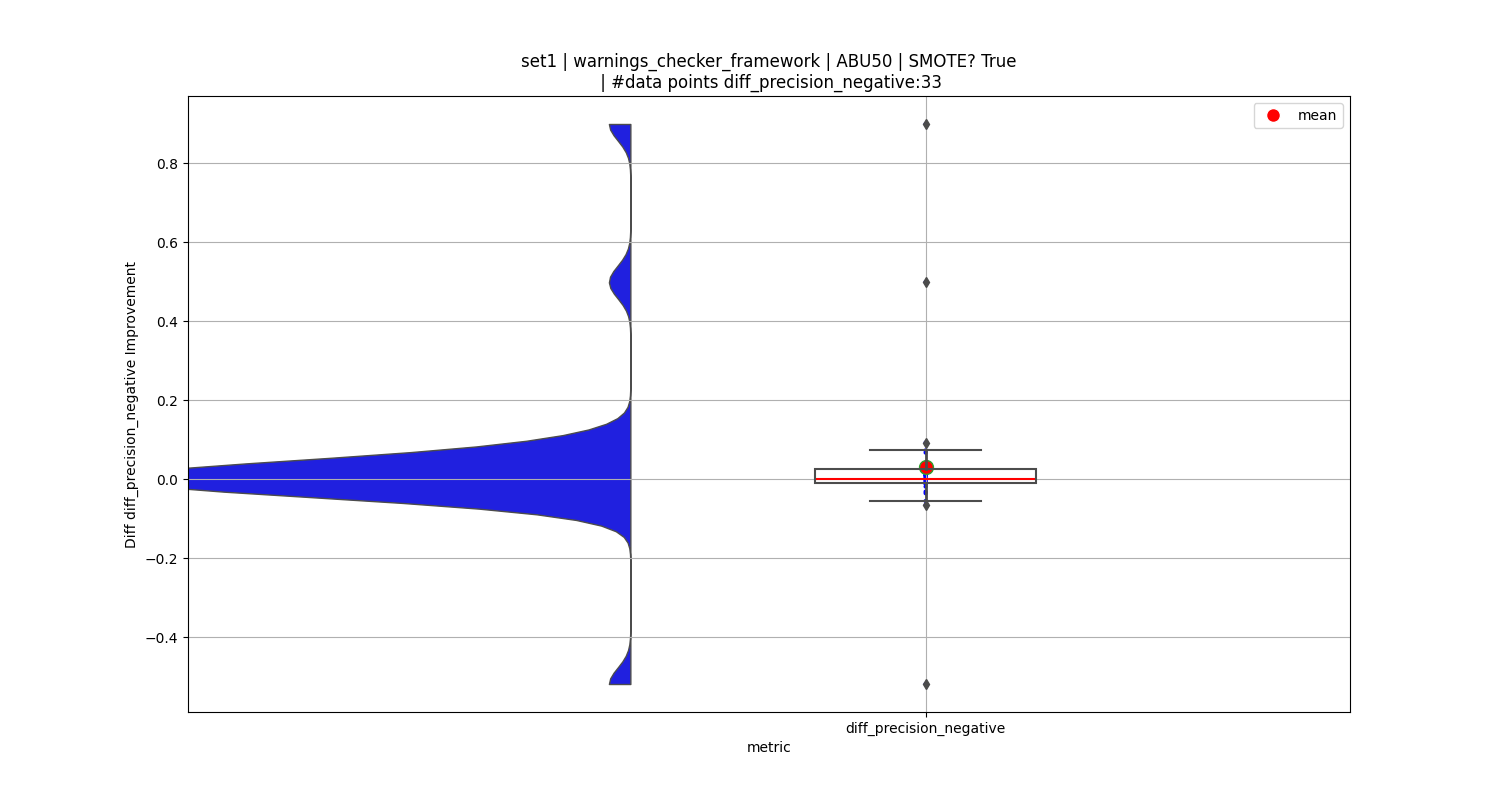 set1 | warnings_checker_framework | ABU50 | SMOTE? True
| #data points diff_precision_negative:33
mean
0.8
0.6
0.4
0.2
0.0
−0.2
−0.4
Diff diff_precision_negative Improvement
diff_precision_negative
metric